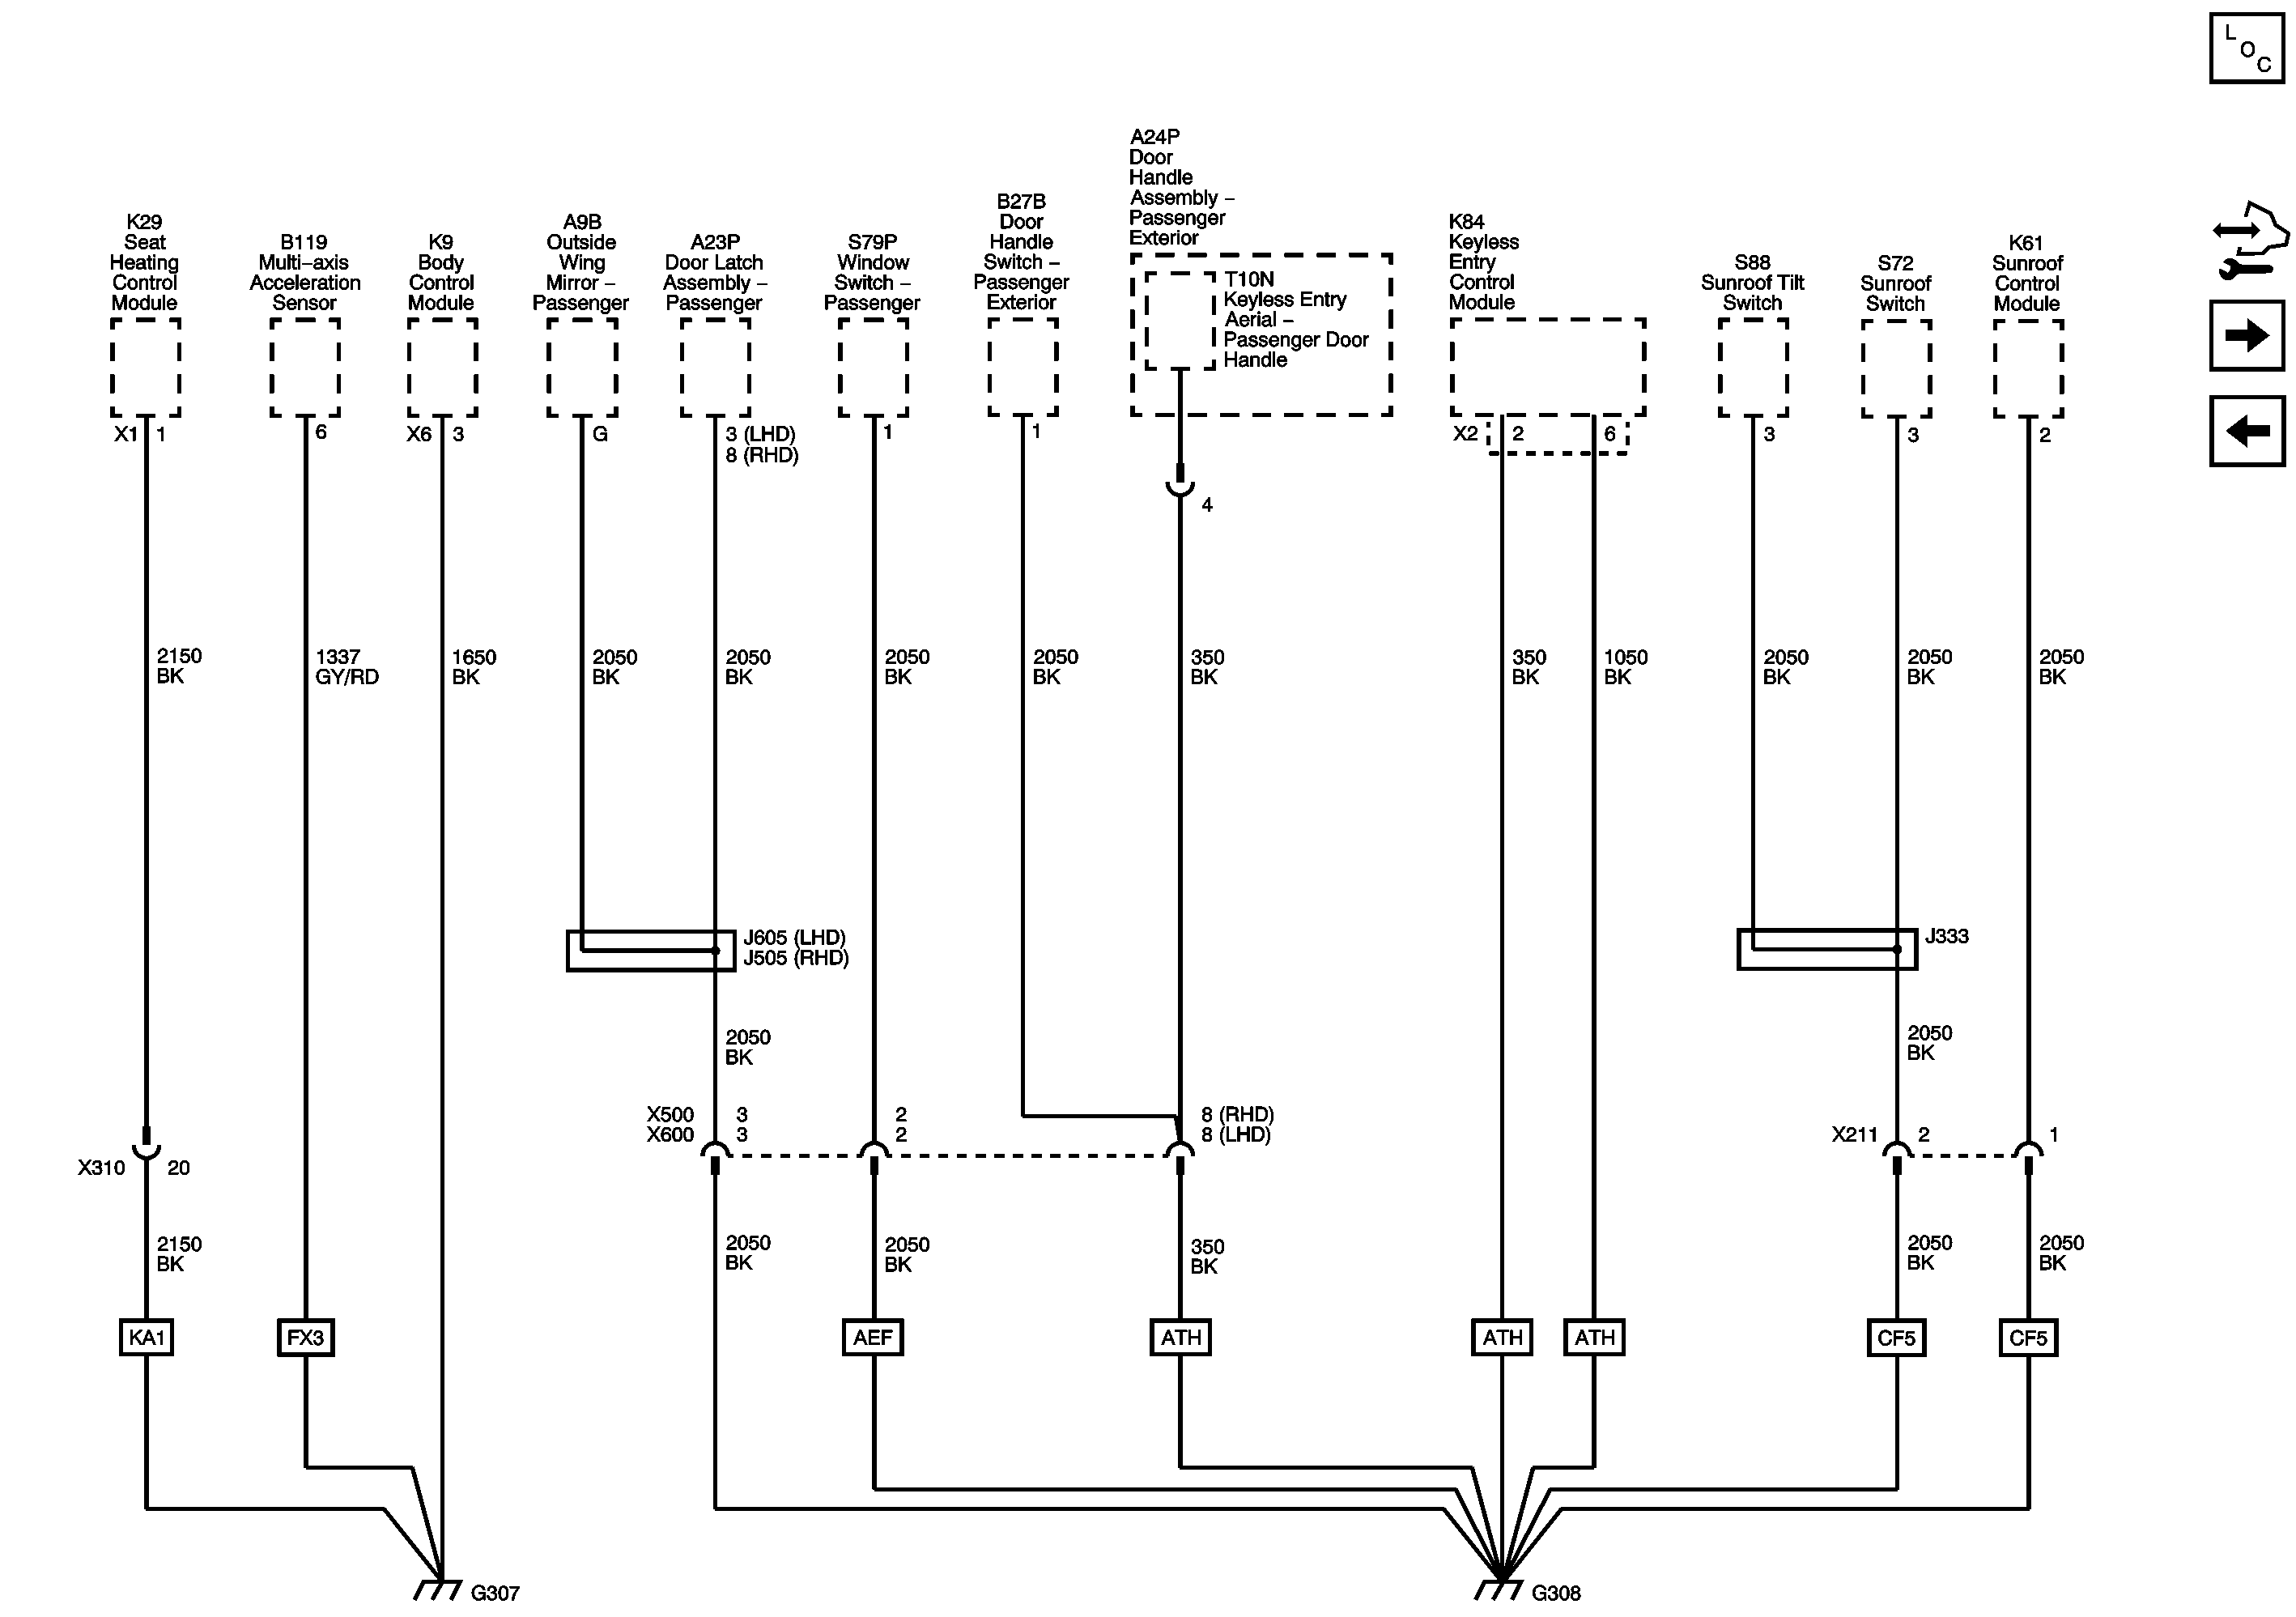 L
O
C
K29
Seat
Heating
Control
Module
B119
Multi–axis
Acceleration
Sensor
K9
Body
Control
Module
A9B
Outside
Wing
Mirror –
Passenger
A23P
Door Latch
Assembly –
Passenger
S79P
Window
Switch –
Passenger
B27B
Door
Handle
Switch –
Passenger
Exterior
A24P
Door
Handle
Assembly –
Passenger
Exterior
T10N
Keyless Entry
Aerial –
Passenger Door
Handle
K84
Keyless
Entry
Control
Module
S88
Sunroof Tilt
Switch
S72
Sunroof
Switch
K61
Sunroof
Control
Module
X1 1
6
X6 3
G
3 (LHD)
8 (RHD)
1
1
4
X2 2 6
3
3
2
2150
BK
1337
GY/RD
1650
BK
2050
BK
2050
BK
2050
BK
2050
BK
350
BK
350
BK
1050
BK
2050
BK
2050
BK
2050
BK
J605 (LHD)
J505 (RHD)
J333
2050
BK
2050
BK
X500 3 2 8 (RHD)
X600 3 2 8 (LHD)
X211 2 1
X310 20
2150
BK
2050
BK
2050
BK
350
BK
2050
BK
2050
BK
KA1
FX3
AEF
ATH
ATH
ATH
CF5
CF5
G307
G308